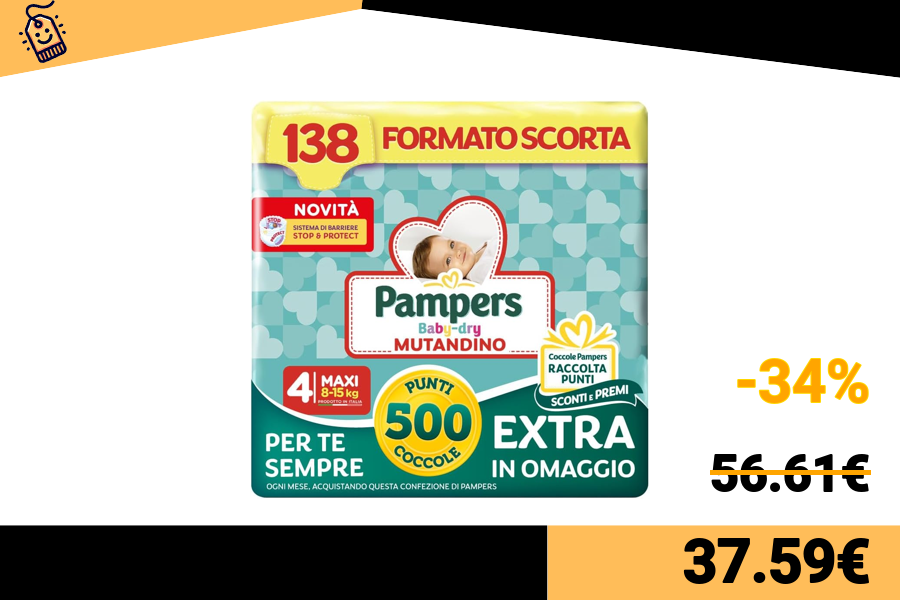 138 FORMATO SCORTA
NOVITÀ
SISTEMA DI BARRIERE
STOP & PROTECT
Pampers
Baby-dry
MUTANDINO
Coccole Pampers
RACCOLTA
PUNTI
SCONTI E PREMI
4 MAXI
8-15 kg
PRODOTTO IN ITALIA
PUNTI
500
COCCOLE
PER TE
SEMPRE
EXTRA
IN OMAGGIO
OGNI MESE, ACQUISTANDO QUESTA CONFEZIONE DI PAMPERS
-34%
56.61€
37.59€